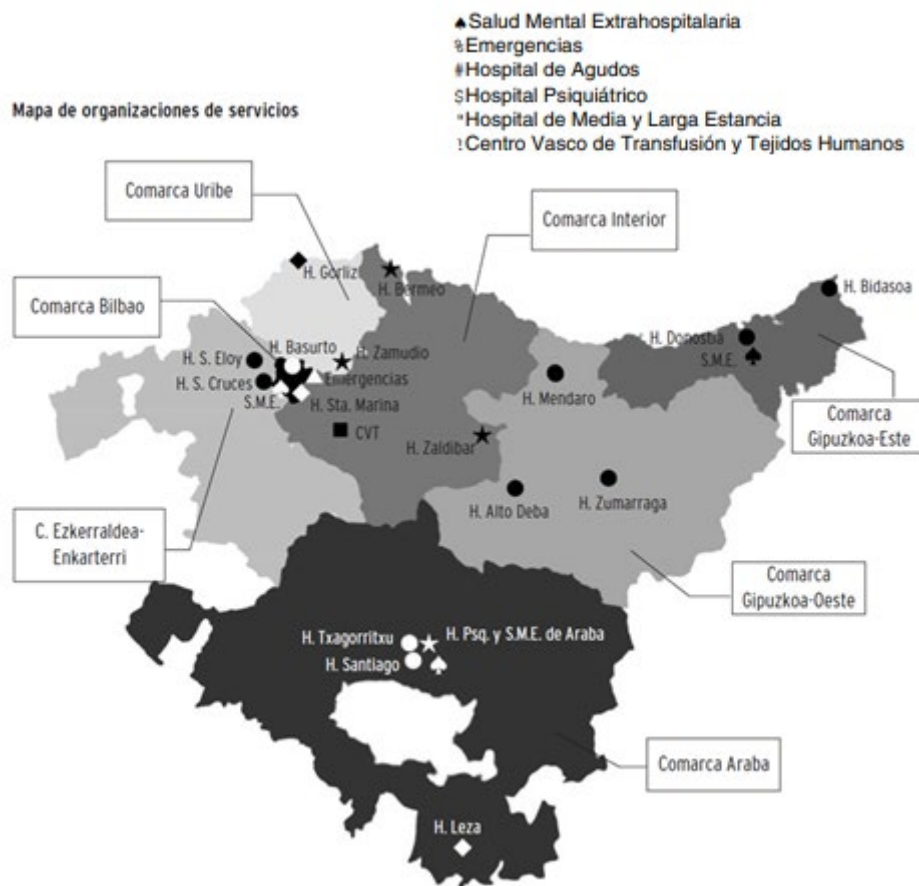 ♠Salud Mental Extrahospitalaria
%Emergencias
#Hospital de Agudos
$Hospital Psiquiátrico
"Hospital de Media y Larga Estancia
!Centro Vasco de Transfusión y Tejidos Humanos
Mapa de organizaciones de servicios
Comarca Uribe
Comarca Interior
H. Gorliz
H. Bermeo
H. Bidasoa
Comarca Bilbao
H. Basurto
H. Donostia
H. S. Eloy
H. Zamudio
S.M.E.
H. S. Cruces
Emergencias
S.M.E.
H. Sta. Marina
H. Mendaro
CVT
Comarca
Gipuzkoa-Este
H. Zaldibar
H. Alto Deba
H. Zumarraga
C. Ezkerraldea-
Enkarterri
Comarca
Gipuzkoa-Oeste
H. Txagorritxu
H. Psq. y S.M.E. de Araba
H. Santiago
Comarca Araba
H. Leza